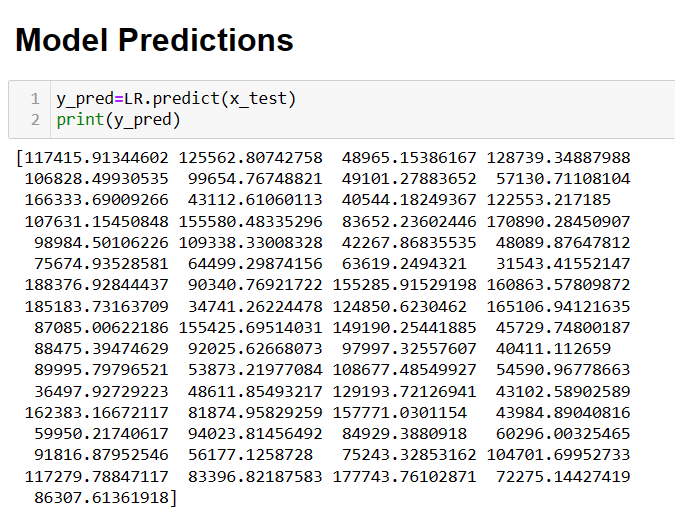 Model Predictions
1 y_pred=LR.predict(x_test)
2 print(y_pred)
[117415.91344602 125562.80742758 48965.15386167 128739.34887988
106828.49930535 99654.76748821 49101.27883652 57130.71108104
166333.69009266 43112.61060113 40544.18249367 122553.217185
107631.15450848 155580.48335296 83652.23602446 170890.28450907
98984.50106226 109338.33008328 42267.86835535 48089.87647812
75674.93528581 64499.29874156 63619.2494321 31543.41552147
188376.92844437 90340.76921722 155285.91529198 160863.57809872
185183.73163709 34741.26224478 124850.6230462 165106.94121635
87085.00622186 155425.69514031 149190.25441885 45729.74800187
88475.39474629 92025.62668073 97997.32557607 40411.112659
89995.79796521 53873.21977084 108677.48549927 54590.96778663
36497.92729223 48611.85493217 129193.72126941 43102.58902589
162383.16672117 81874.95829259 157771.0301154 43984.89040816
59950.21740617 94023.81456492 84929.3880918 60296.00325465
91816.87952546 56177.1258728 75243.32853162 104701.69952733
117279.78847117 83396.82187583 177743.76102871 72275.14427419
86307.61361918]